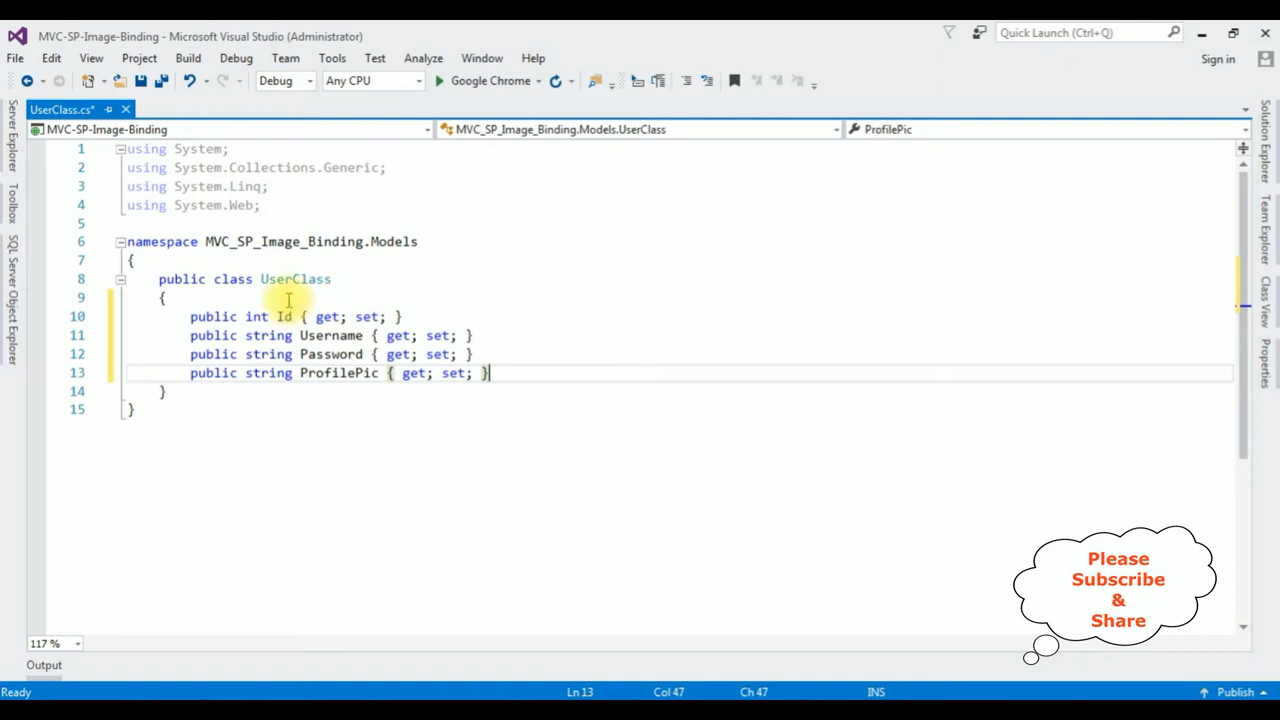 MVC-SP-Image-Binding - Microsoft Visual Studio (Administrator)
Quick Launch (Ctrl+Q)
File Edit View Project Build Debug Team Tools Test Analyze Window Help
Sign in
Debug Any CPU Google Chrome
UserClass.cs*
MVC-SP-Image-Binding MVC_SP_Image_Binding.Models.UserClass ProfilePic
1 using System;
2 using System.Collections.Generic;
3 using System.Linq;
4 using System.Web;
5
6 namespace MVC_SP_Image_Binding.Models
7 {
8 public class UserClass
9 {
10 public int Id { get; set; }
11 public string Username { get; set; }
12 public string Password { get; set; }
13 public string ProfilePic { get; set; }
14 }
15 }
Server Explorer
Toolbox
SQL Server Object Explorer
Solution Explorer
Team Explorer
Class View
Properties
Please
Subscribe
&
Share
117 %
Output
Ready Ln 13 Col 47 Ch 47 INS Publish